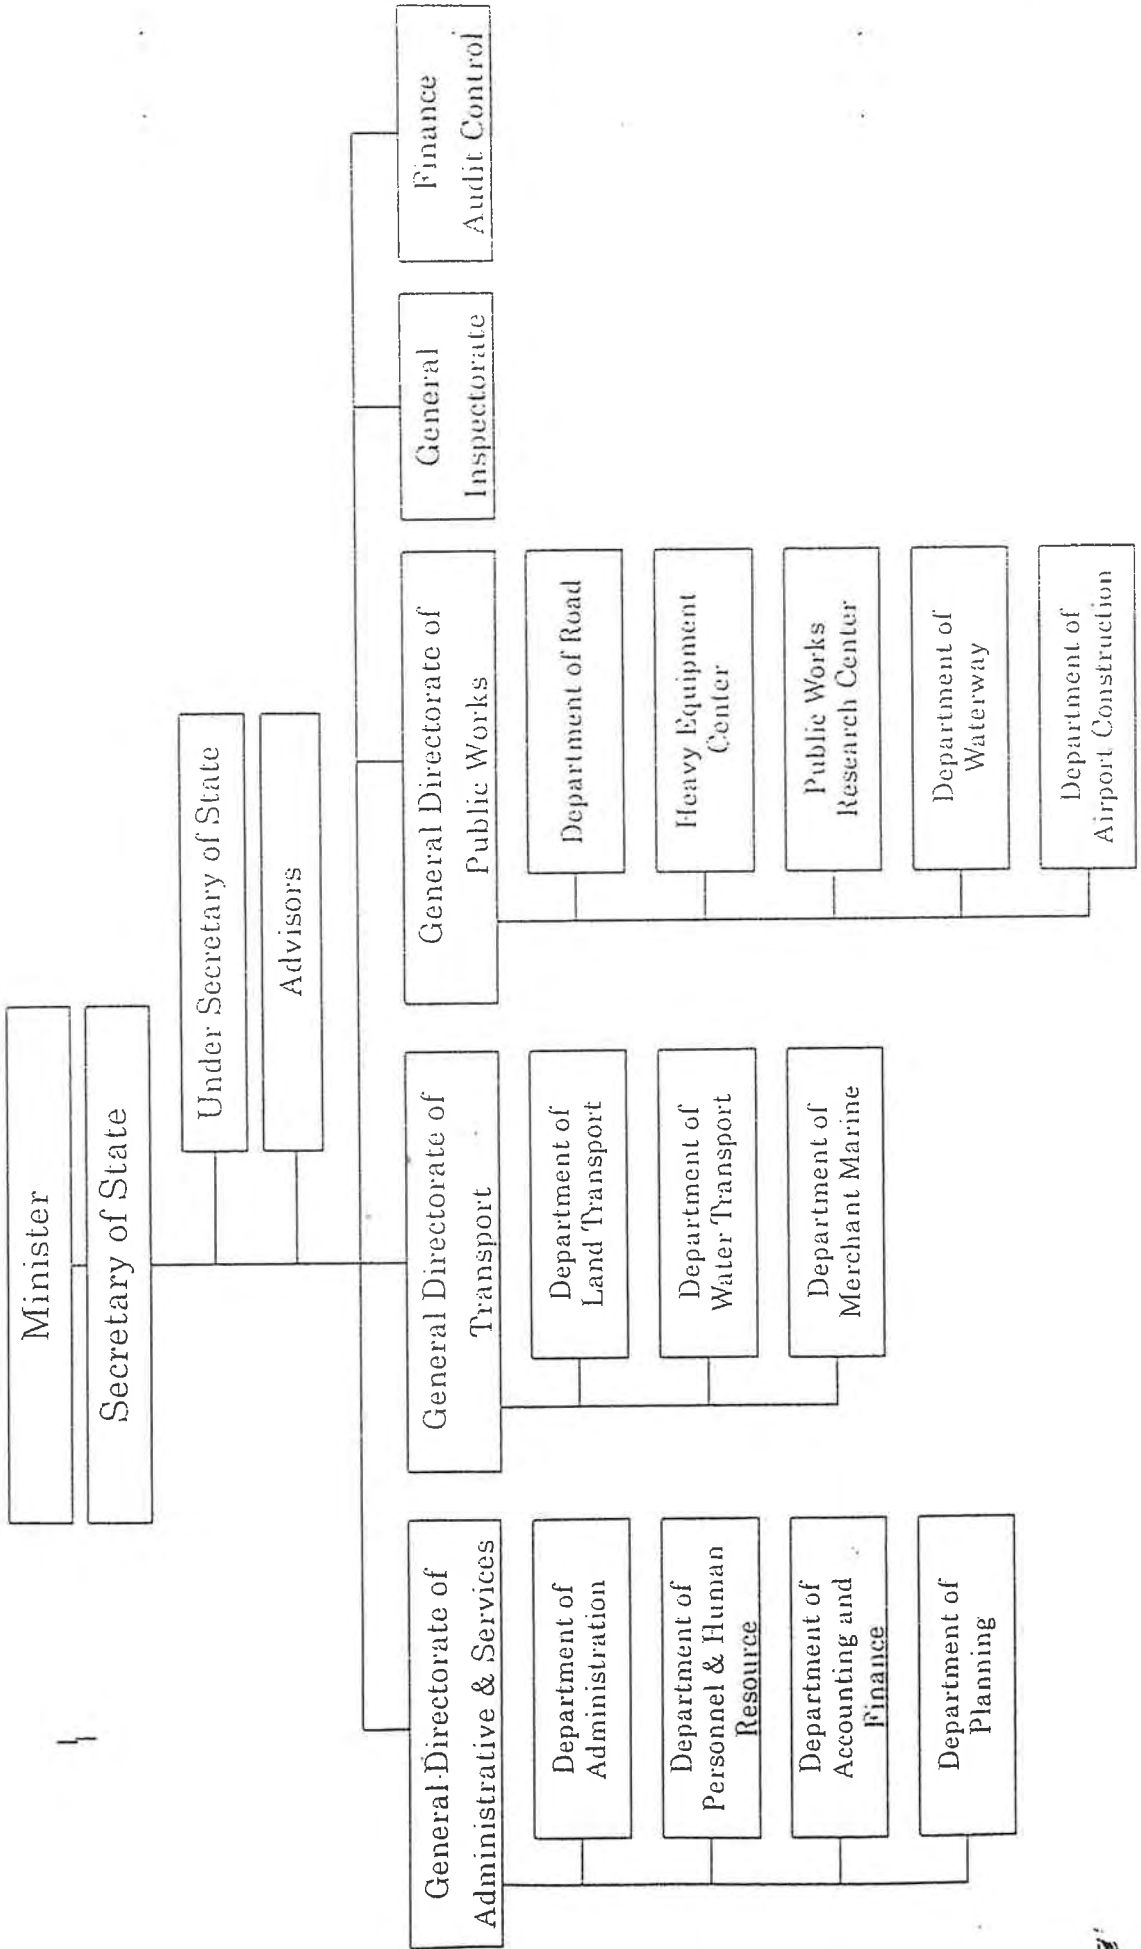 Minister
Secretary of State
Under Secretary of State
Advisors
General Directorate of
Administrative & Services
Department of
Administration
Department of
Personnel & Human
Resource
Department of
Accounting and
Finance
Department of
Planning
General Directorate of
Transport
Department of
Land Transport
Department of
Water Transport
Department of
Merchant Marine
General Directorate of
Public Works
Department of Road
Heavy Equipment
Center
Public Works
Research Center
Department of
Waterway
Department of
Airport Construction
General
Inspectorate
Finance
Audit Control